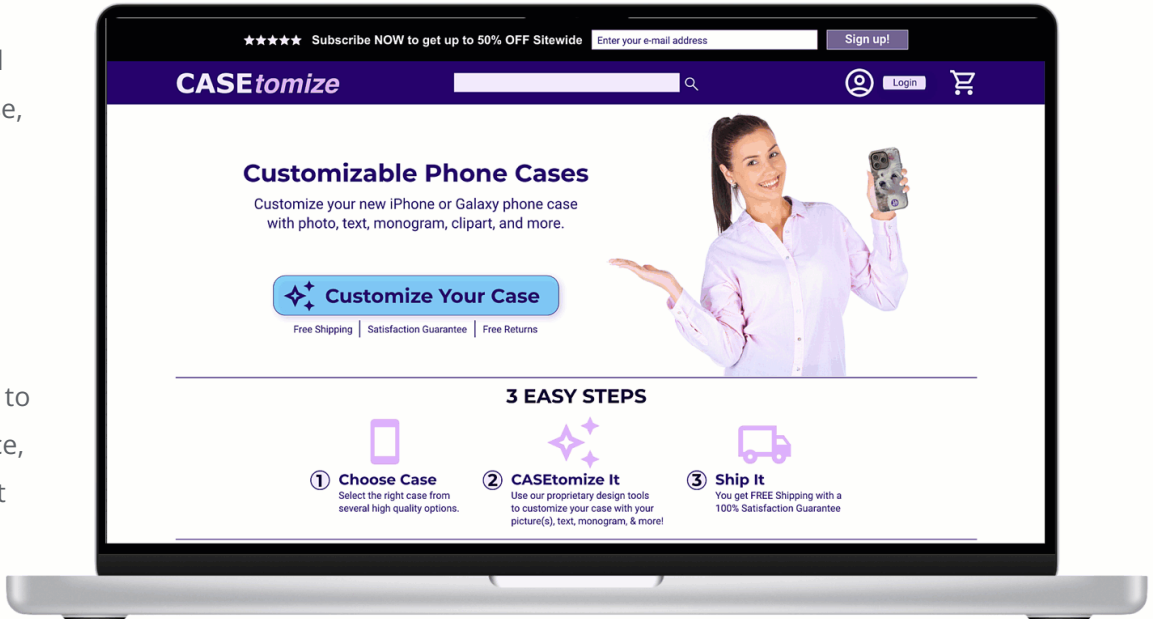 ★★★★★ Subscribe NOW to get up to 50% OFF Sitewide Enter your e-mail address Sign up!
CASEtomize Login
e,
Customizable Phone Cases
Customize your new iPhone or Galaxy phone case
with photo, text, monogram, clipart, and more.
Customize Your Case
Free Shipping | Satisfaction Guarantee | Free Returns
to
3 EASY STEPS
1 Choose Case
Select the right case from
several high quality options.
2 CASEtomize It
Use our proprietary design tools
to customize your case with your
picture(s), text, monogram, & more!
3 Ship It
You get FREE Shipping with a
100% Satisfaction Guarantee